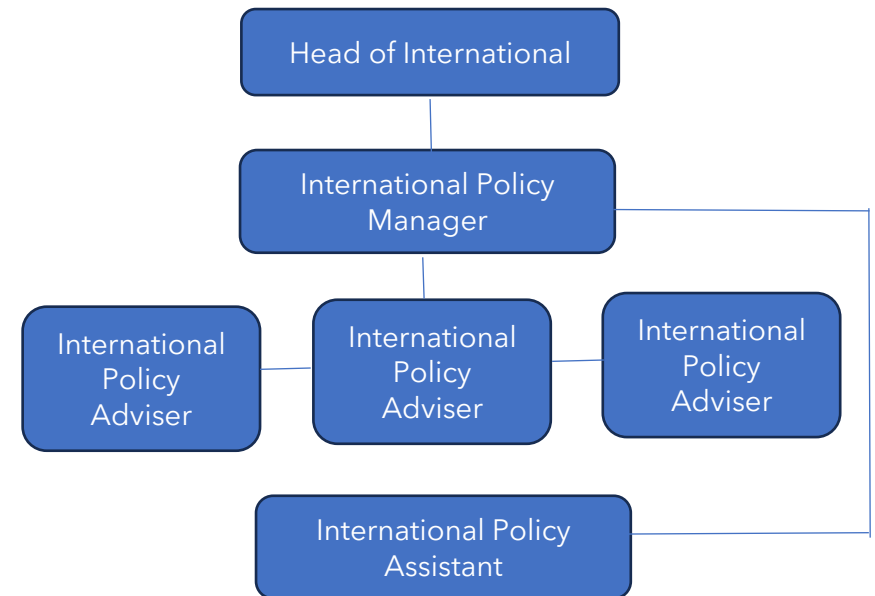 Head of International
International Policy
Manager
International
Policy
Adviser
International
Policy
Adviser
International
Policy
Adviser
International Policy
Assistant